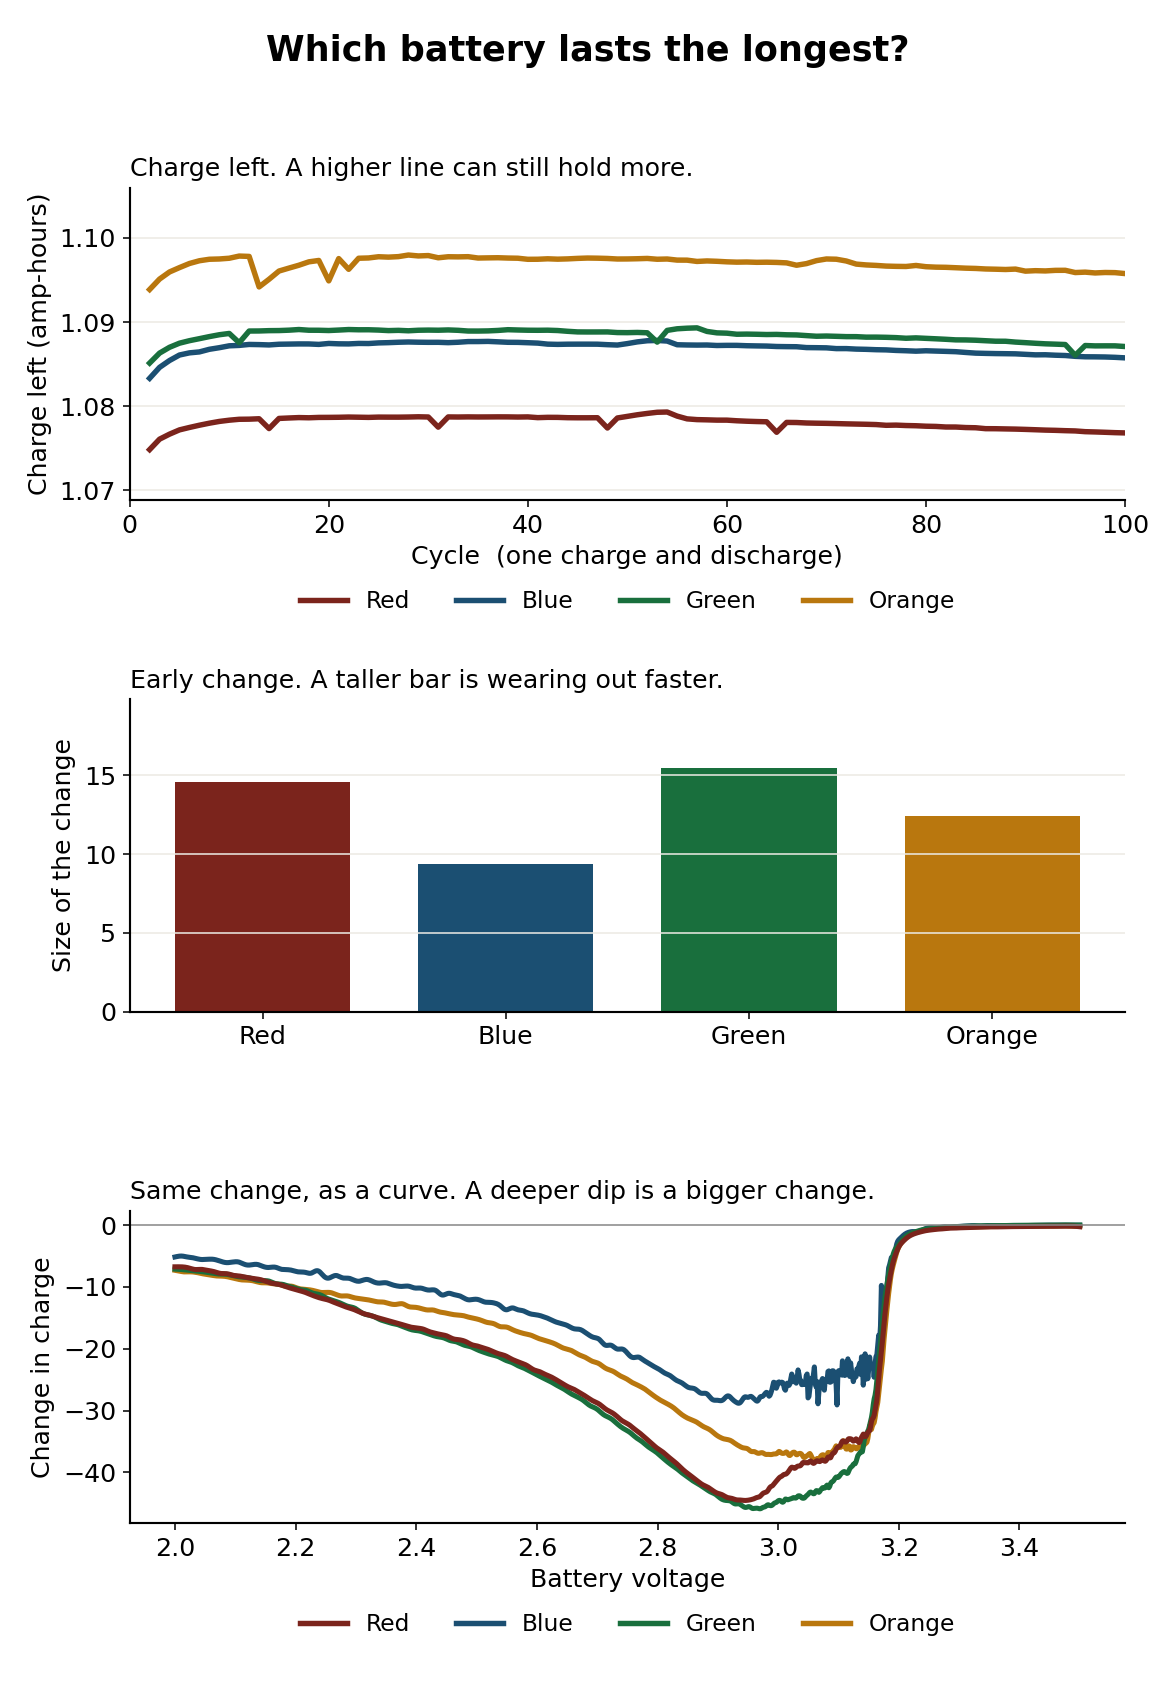 Which battery lasts the longest?
Charge left. A higher line can still hold more.
Charge left (amp-hours)
1.10
1.09
1.08
1.07
0 20 40 60 80 100
Cycle  (one charge and discharge)
Red Blue Green Orange
Early change. A taller bar is wearing out faster.
Size of the change
15
10
5
0
Red Blue Green Orange
Same change, as a curve. A deeper dip is a bigger change.
Change in charge
0
−10
−20
−30
−40
2.0 2.2 2.4 2.6 2.8 3.0 3.2 3.4
Battery voltage
Red Blue Green Orange